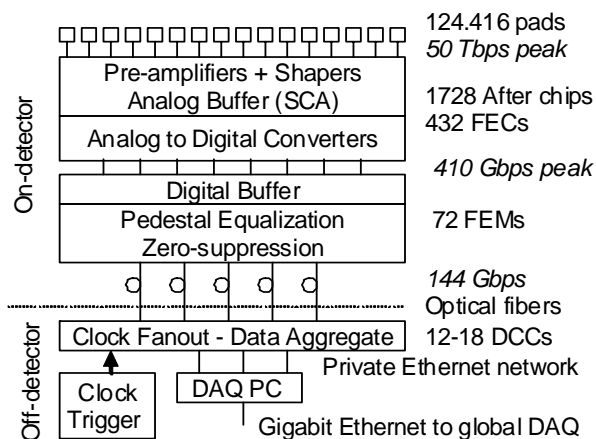 124.416 pads
50 Tbps peak
Pre-amplifiers + Shapers
Analog Buffer (SCA)
1728 After chips
432 FECs
Analog to Digital Converters
410 Gbps peak
On-detector
Digital Buffer
Pedestal Equalization
Zero-suppression
72 FEMs
144 Gbps
Optical fibers
Off-detector
Clock Fanout - Data Aggregate
12-18 DCCs
Private Ethernet network
Clock
Trigger
DAQ PC
Gigabit Ethernet to global DAQ